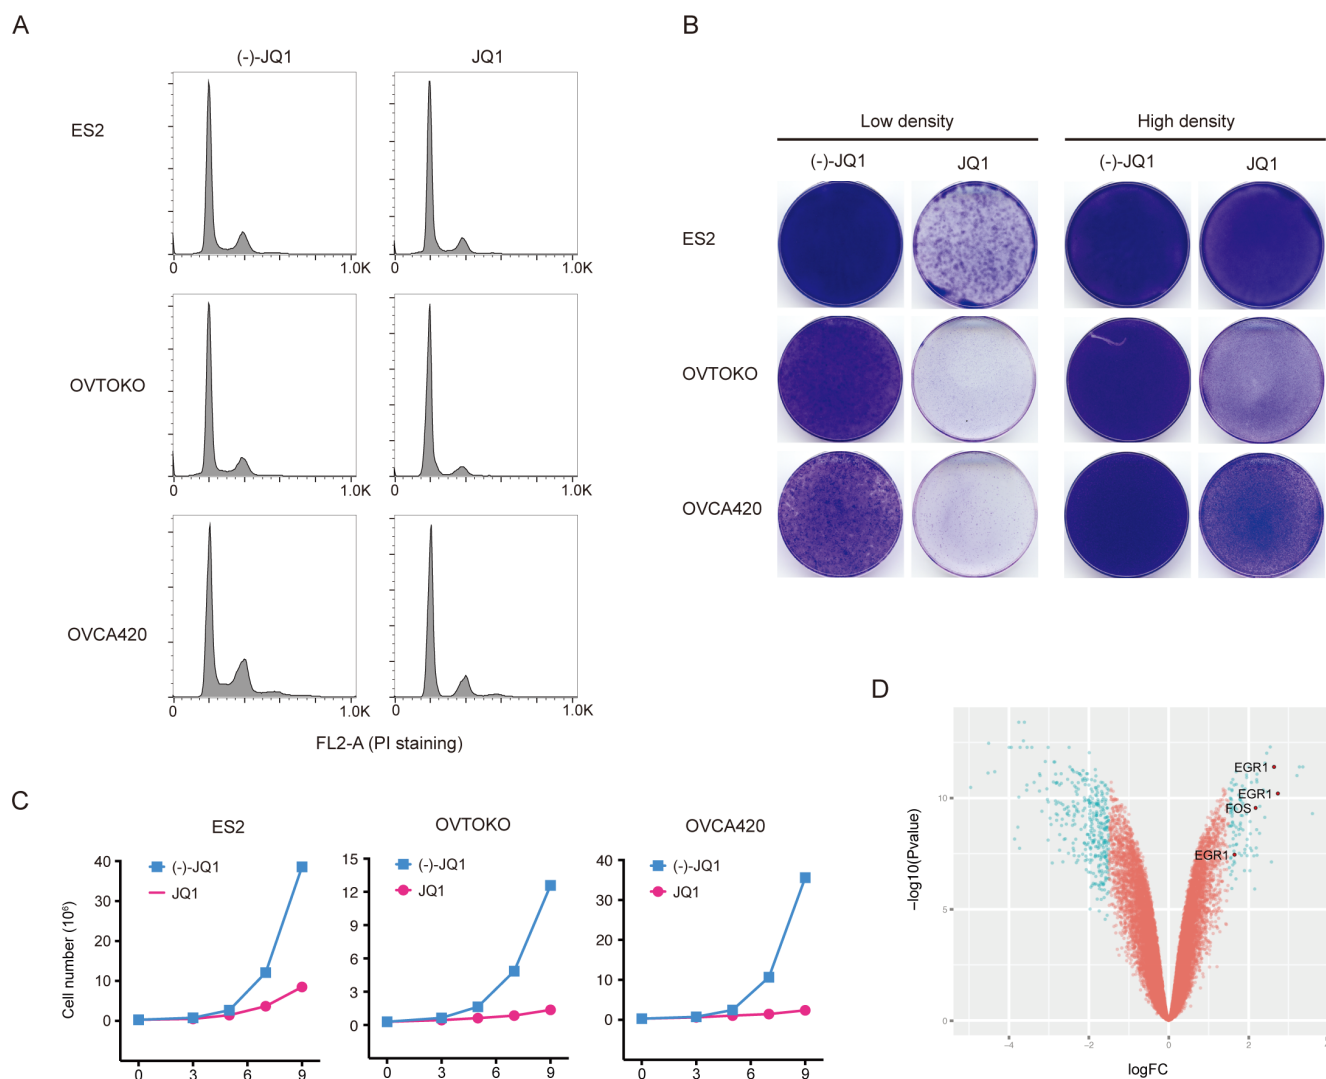 A
(-)-JQ1 JQ1
ES2
0 1.0K 0 1.0K
OVTOKO
0 1.0K 0 1.0K
OVCA420
0 1.0K 0 1.0K
FL2-A (PI staining)
B
Low density High density
(-)-JQ1 JQ1 (-)-JQ1 JQ1
ES2
OVTOKO
OVCA420
C
ES2
(-)-JQ1
JQ1
Cell number (10⁶)
40
30
20
10
0
0 3 6 9
OVTOKO
(-)-JQ1
JQ1
15
12
9
6
3
0
0 3 6 9
OVCA420
(-)-JQ1
JQ1
40
30
20
10
0
0 3 6 9
D
EGR1
EGR1
FOS
EGR1
−log10(Pvalue)
10
5
0
−4 −2 0 2
logFC